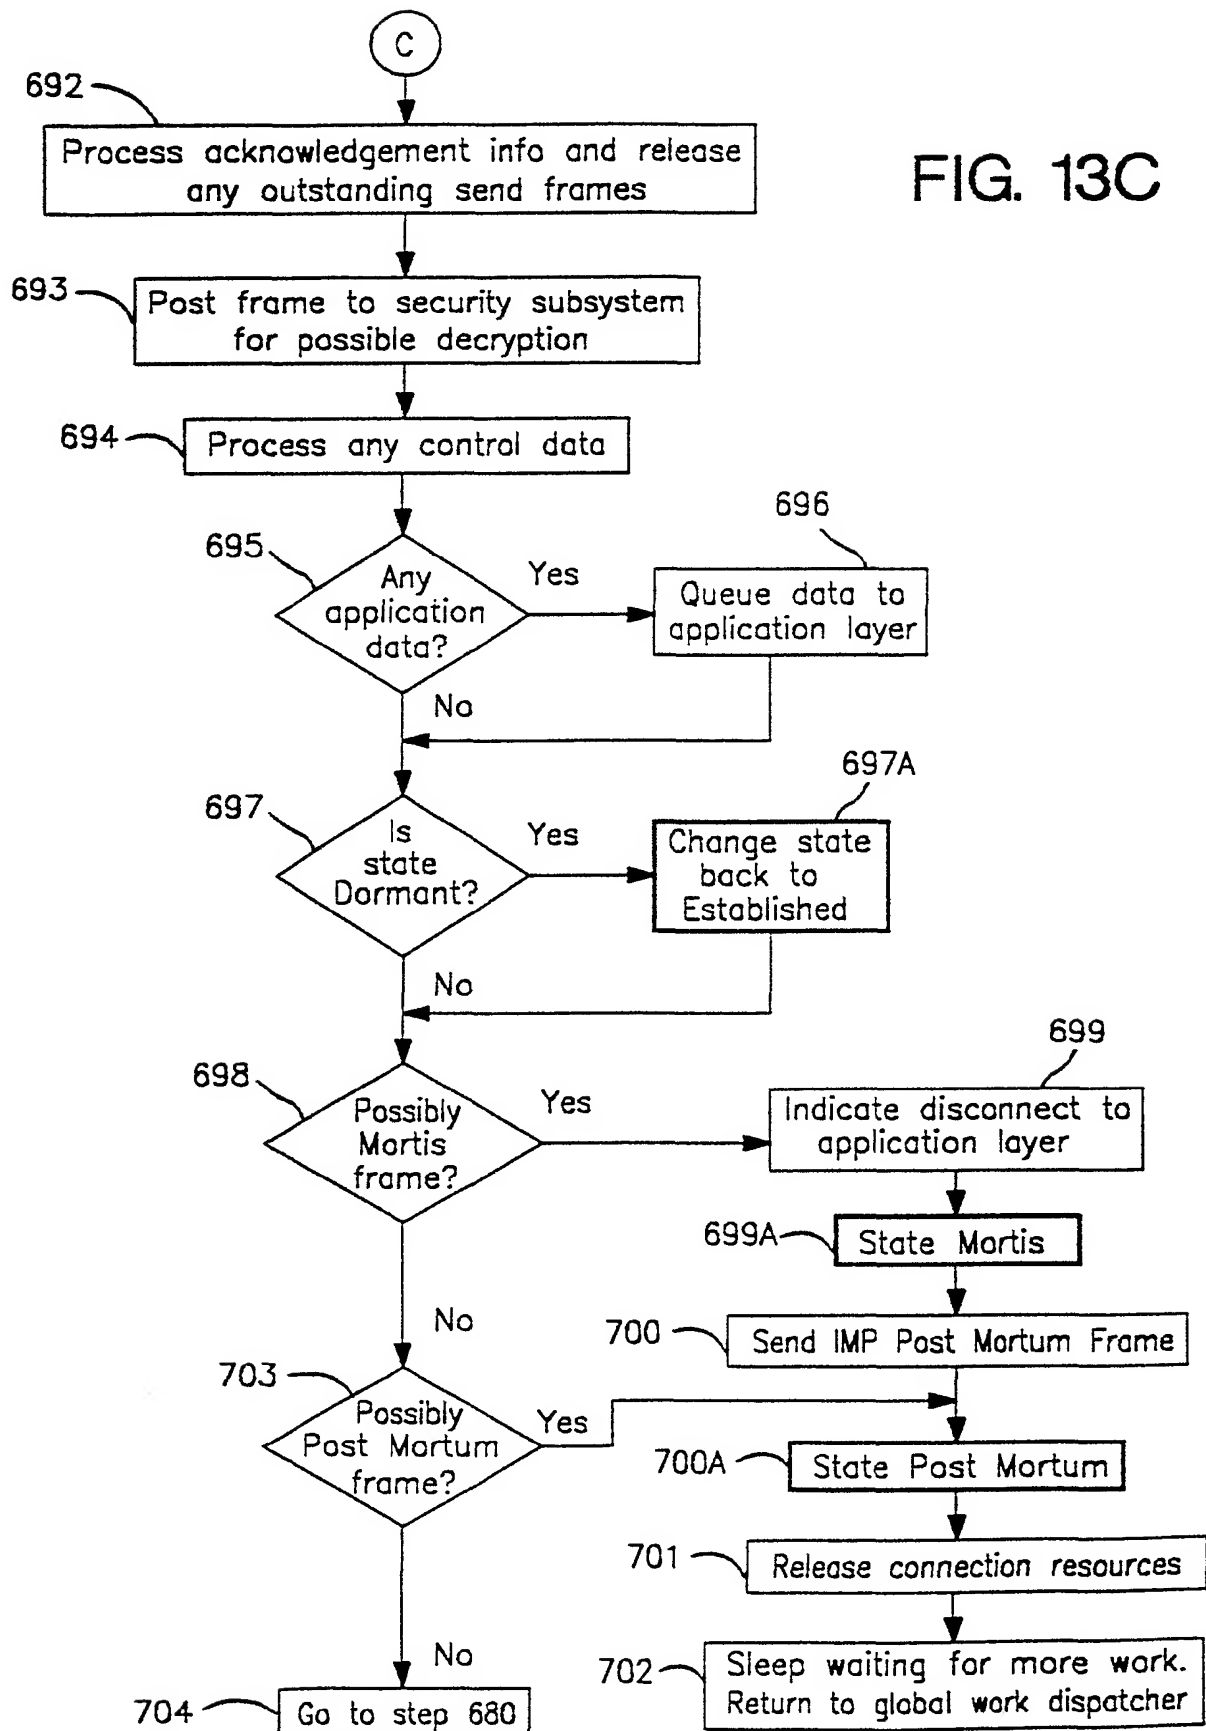 C
692
Process acknowledgement info and release
any outstanding send frames
FIG. 13C
693
Post frame to security subsystem
for possible decryption
694
Process any control data
695
Any
application
data?
Yes
No
696
Queue data to
application layer
697
Is
state
Dormant?
Yes
No
697A
Change state
back to
Established
698
Possibly
Mortis
frame?
Yes
No
699
Indicate disconnect to
application layer
699A
State Mortis
700
Send IMP Post Mortum Frame
703
Possibly
Post Mortum
frame?
Yes
No
700A
State Post Mortum
701
Release connection resources
702
Sleep waiting for more work.
Return to global work dispatcher
704
Go to step 680